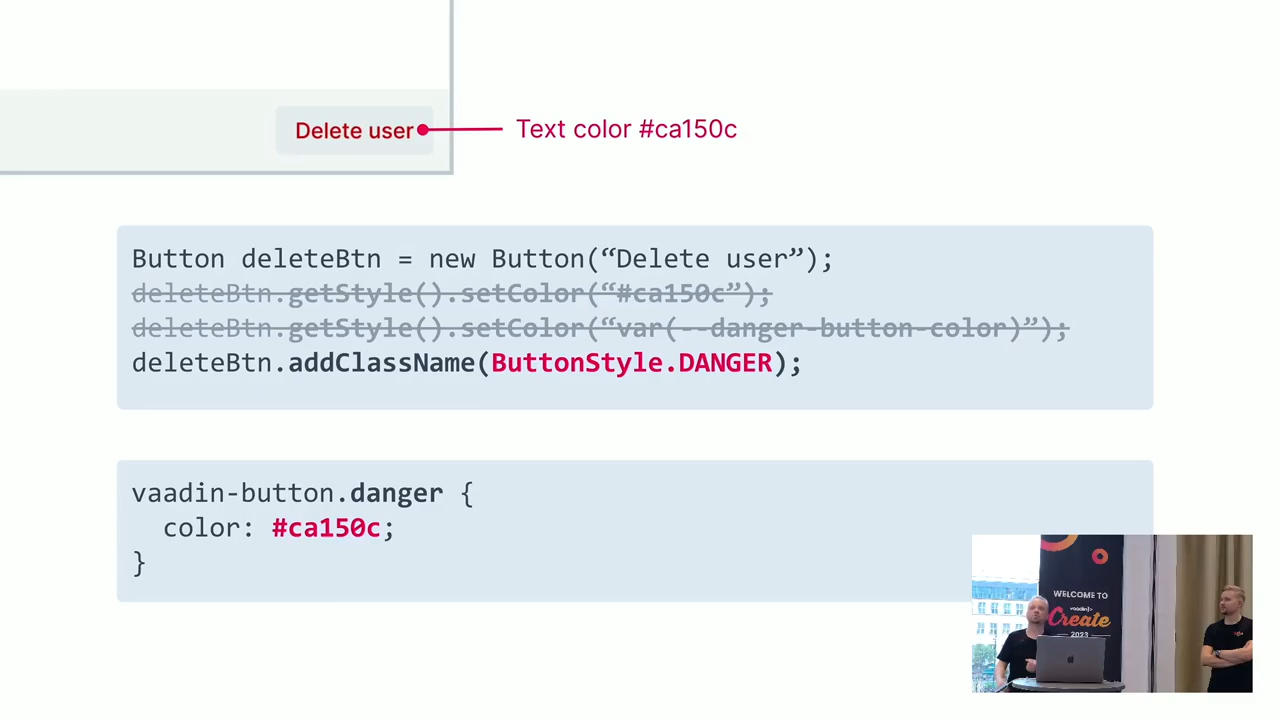 Delete user
Text color #ca150c
Button deleteBtn = new Button(“Delete user”);
deleteBtn.getStyle().setColor(“#ca150c”);
deleteBtn.getStyle().setColor(“var(--danger-button-color)”);
deleteBtn.addClassName(ButtonStyle.DANGER);
vaadin-button.danger {
color: #ca150c;
}
WELCOME TO
vaadin}>
Create
2023